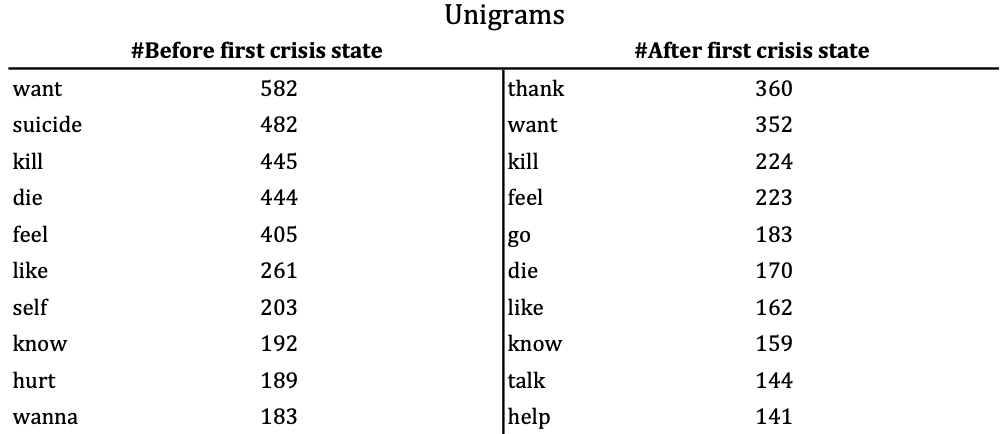 Unigrams
#Before first crisis state #After first crisis state
want 582 thank 360
suicide 482 want 352
kill 445 kill 224
die 444 feel 223
feel 405 go 183
like 261 die 170
self 203 like 162
know 192 know 159
hurt 189 talk 144
wanna 183 help 141